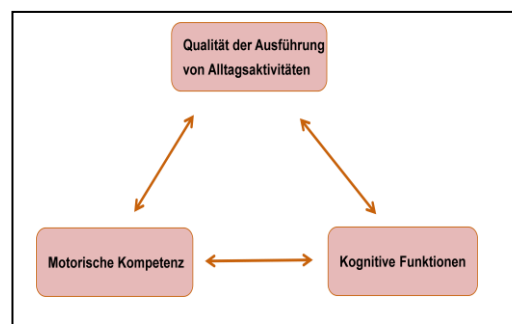 Qualität der Ausführung
von Alltagsaktivitäten
Motorische Kompetenz
Kognitive Funktionen